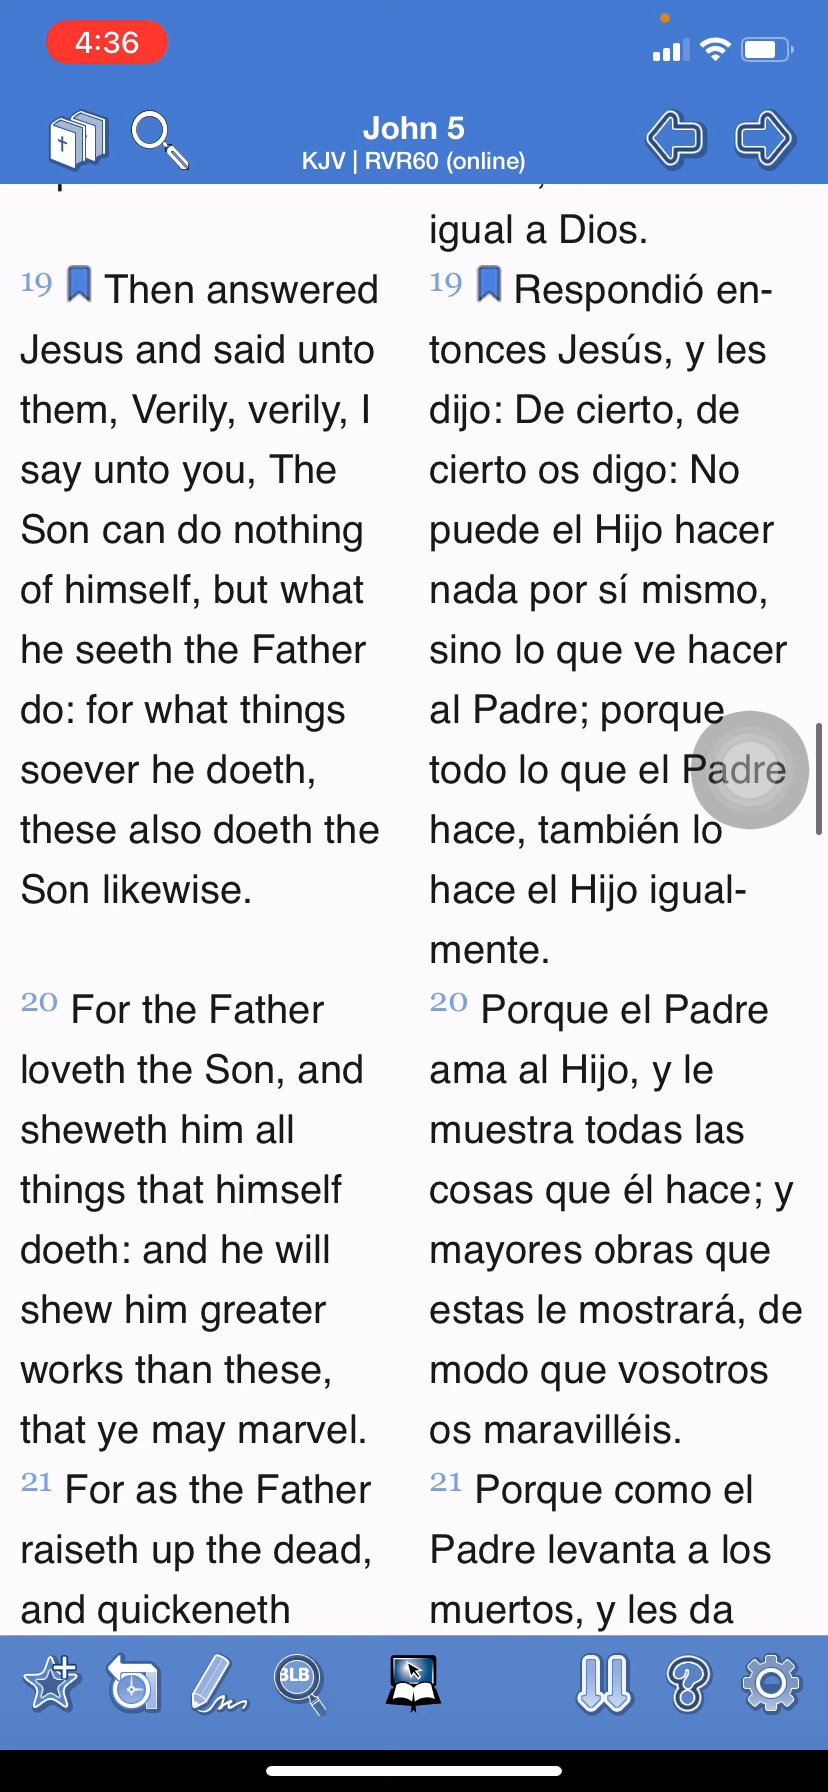 4:36
John 5
KJV | RVR60 (online)
igual a Dios.
19 Then answered
Jesus and said unto
them, Verily, verily, I
say unto you, The
Son can do nothing
of himself, but what
he seeth the Father
do: for what things
soever he doeth,
these also doeth the
Son likewise.
20 For the Father
loveth the Son, and
sheweth him all
things that himself
doeth: and he will
shew him greater
works than these,
that ye may marvel.
21 For as the Father
raiseth up the dead,
and quickeneth
19 Respondió en-
tonces Jesús, y les
dijo: De cierto, de
cierto os digo: No
puede el Hijo hacer
nada por sí mismo,
sino lo que ve hacer
al Padre; porque
todo lo que el Padre
hace, también lo
hace el Hijo igual-
mente.
20 Porque el Padre
ama al Hijo, y le
muestra todas las
cosas que él hace; y
mayores obras que
estas le mostrará, de
modo que vosotros
os maravilléis.
21 Porque como el
Padre levanta a los
muertos, y les da
BLB